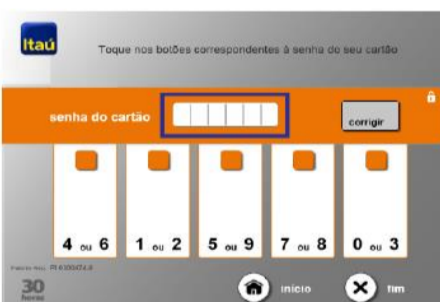 Itaú
Toque nos botões correspondentes à senha do seu cartão
senha do cartão
corrigir
4 ou 6
1 ou 2
5 ou 9
7 ou 8
0 ou 3
30
horas
início
fim